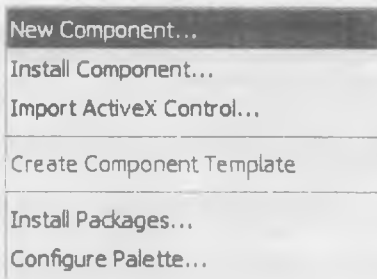 New Component...
Install Component...
Import ActiveX Control...
Create Component Template
Install Packages...
Configure Palette...